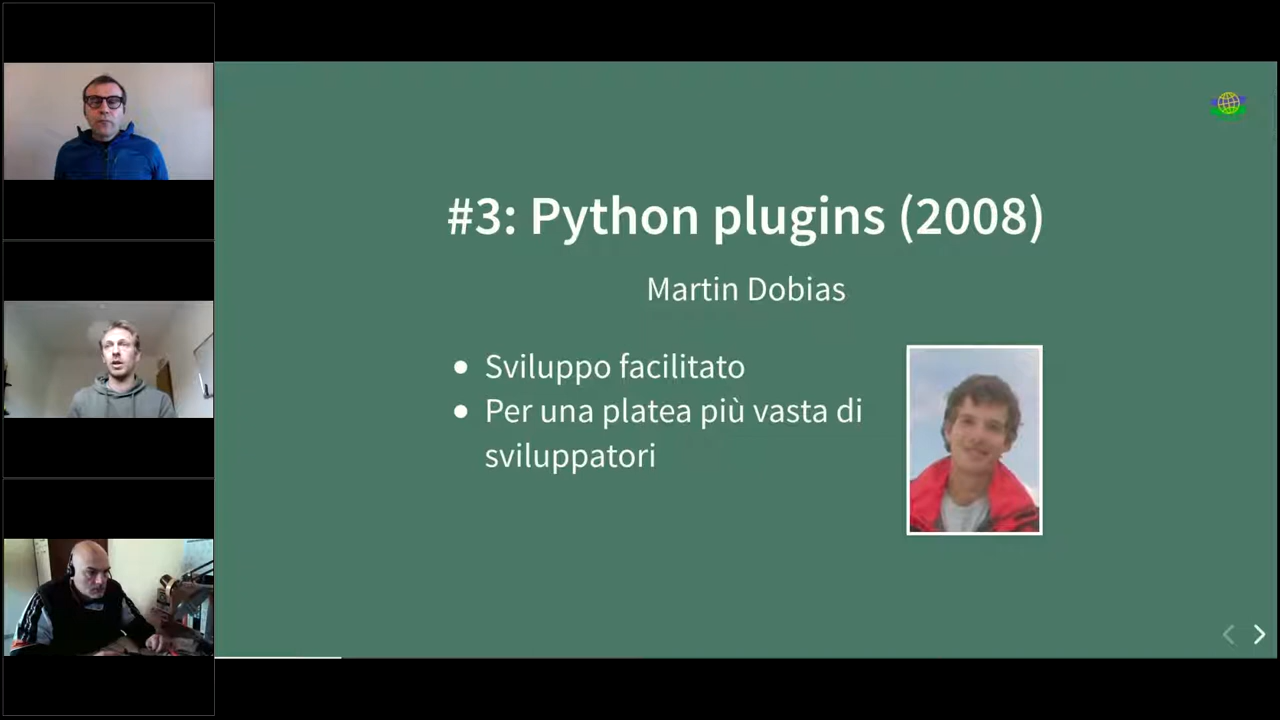 #3: Python plugins (2008)
Martin Dobias
Sviluppo facilitato
Per una platea più vasta di
sviluppatori